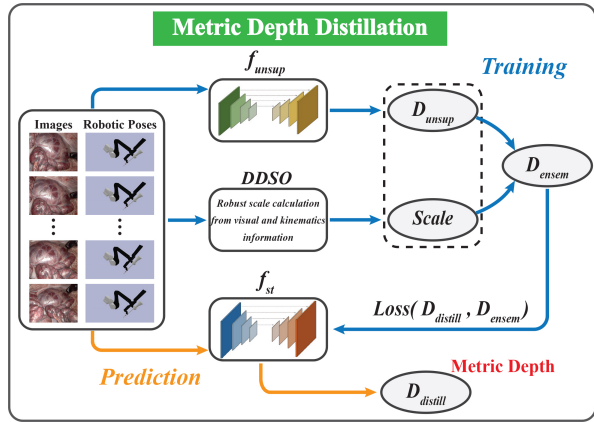 Metric Depth Distillation
f_unsup
Training
Images Robotic Poses
D_unsup
D_ensem
DDSO
Robust scale calculation
from visual and kinematics
information
Scale
f_st
Loss( D_distill , D_ensem )
Prediction
Metric Depth
D_distill